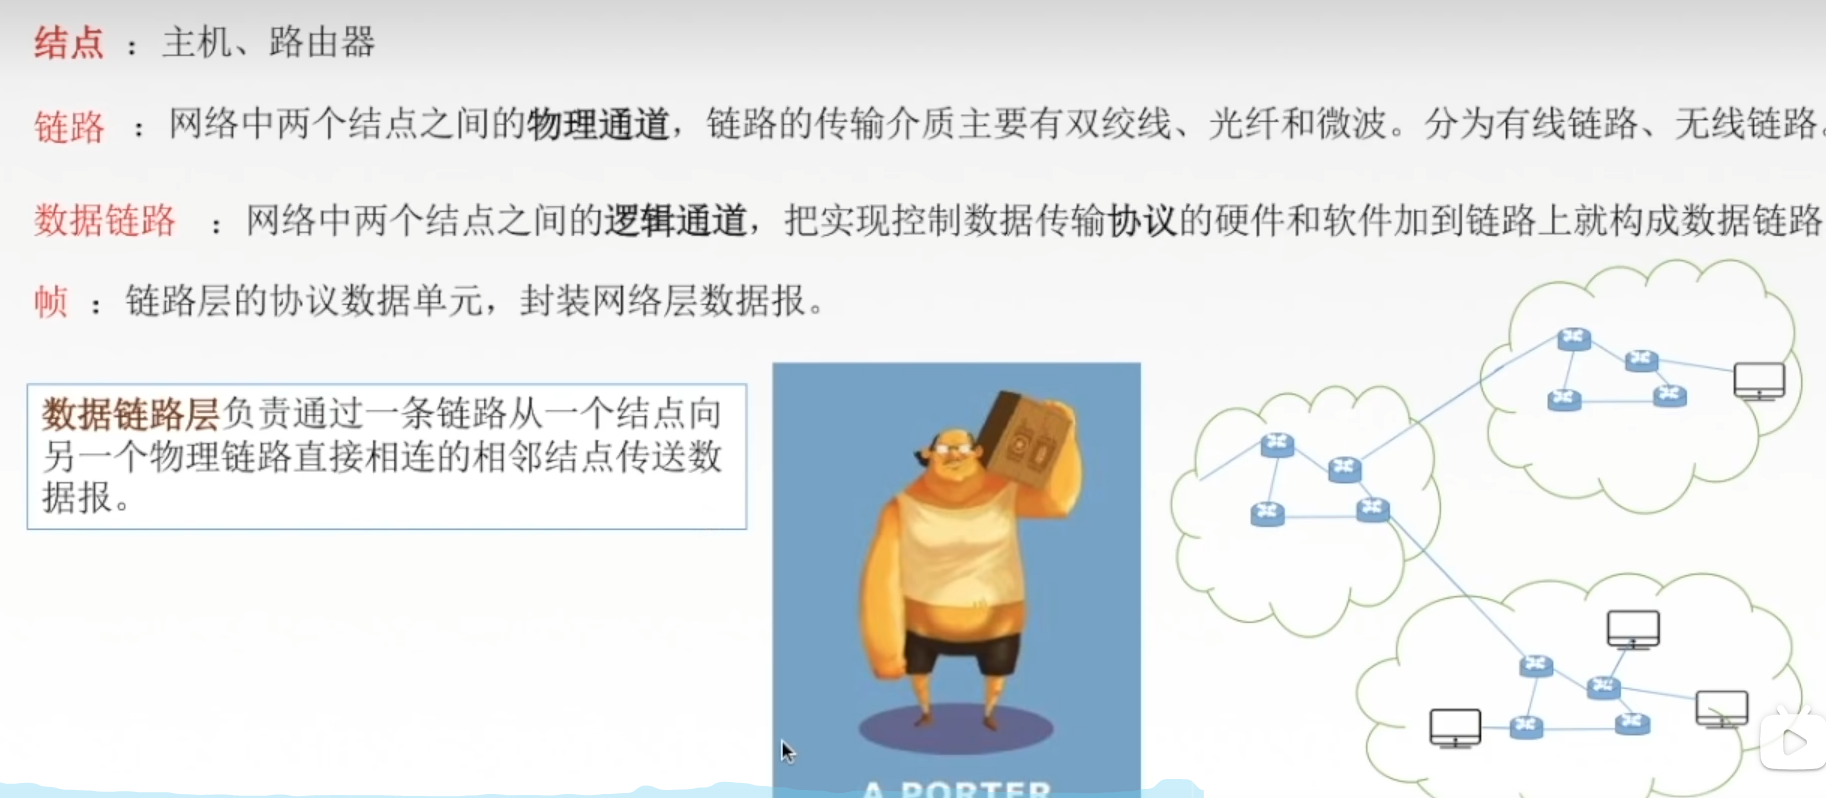 结点 ：主机、路由器
链路 ：网络中两个结点之间的物理通道，链路的传输介质主要有双绞线、光纤和微波。分为有线链路、无线链路。
数据链路 ：网络中两个结点之间的逻辑通道，把实现控制数据传输协议的硬件和软件加到链路上就构成数据链路
帧 ：链路层的协议数据单元，封装网络层数据报。
数据链路层负责通过一条链路从一个结点向
另一个物理链路直接相连的相邻结点传送数
据报。
A PORTER